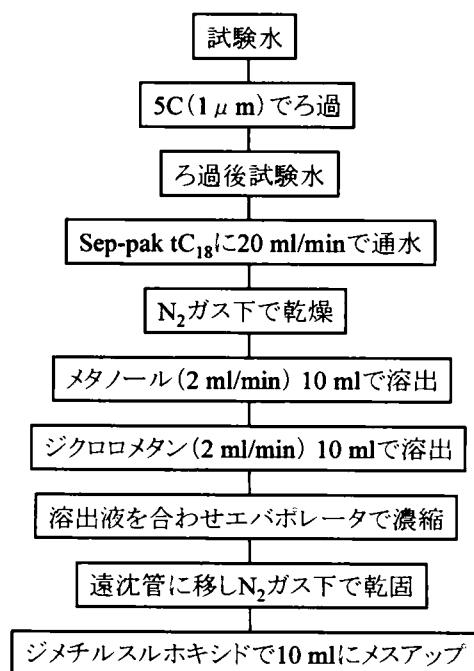 試験水
5C(1μm)でろ過
ろ過後試験水
Sep-pak tC18に20 ml/minで通水
N2ガス下で乾燥
メタノール(2 ml/min) 10 mlで溶出
ジクロロメタン(2 ml/min) 10 mlで溶出
溶出液を合わせエバポレータで濃縮
遠沈管に移しN2ガス下で乾固
ジメチルスルホキシドで10 mlにメスアップ